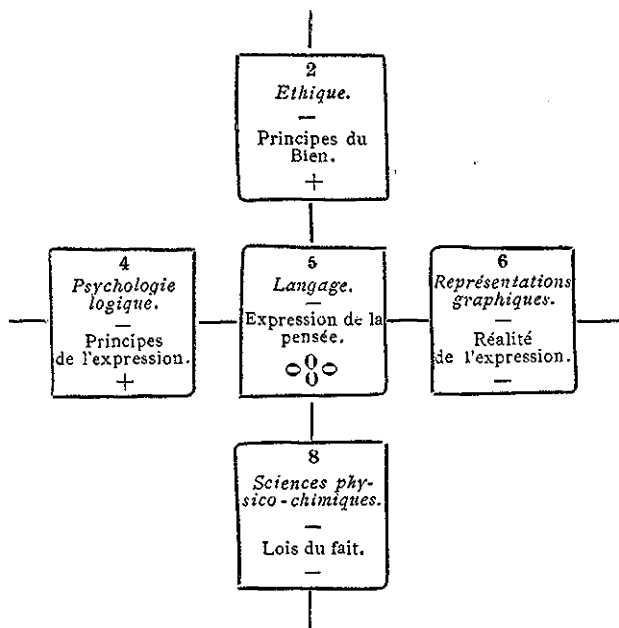 2
Ethique.
—
Principes du
Bien.
+
4
Psychologie
logique.
—
Principes
de l'expression.
+
5
Langage.
—
Expression de la
pensée.
0000
6
Représentations
graphiques.
—
Réalité
de l'expression.
—
8
Sciences phy-
sico-chimiques.
—
Lois du fait.
—